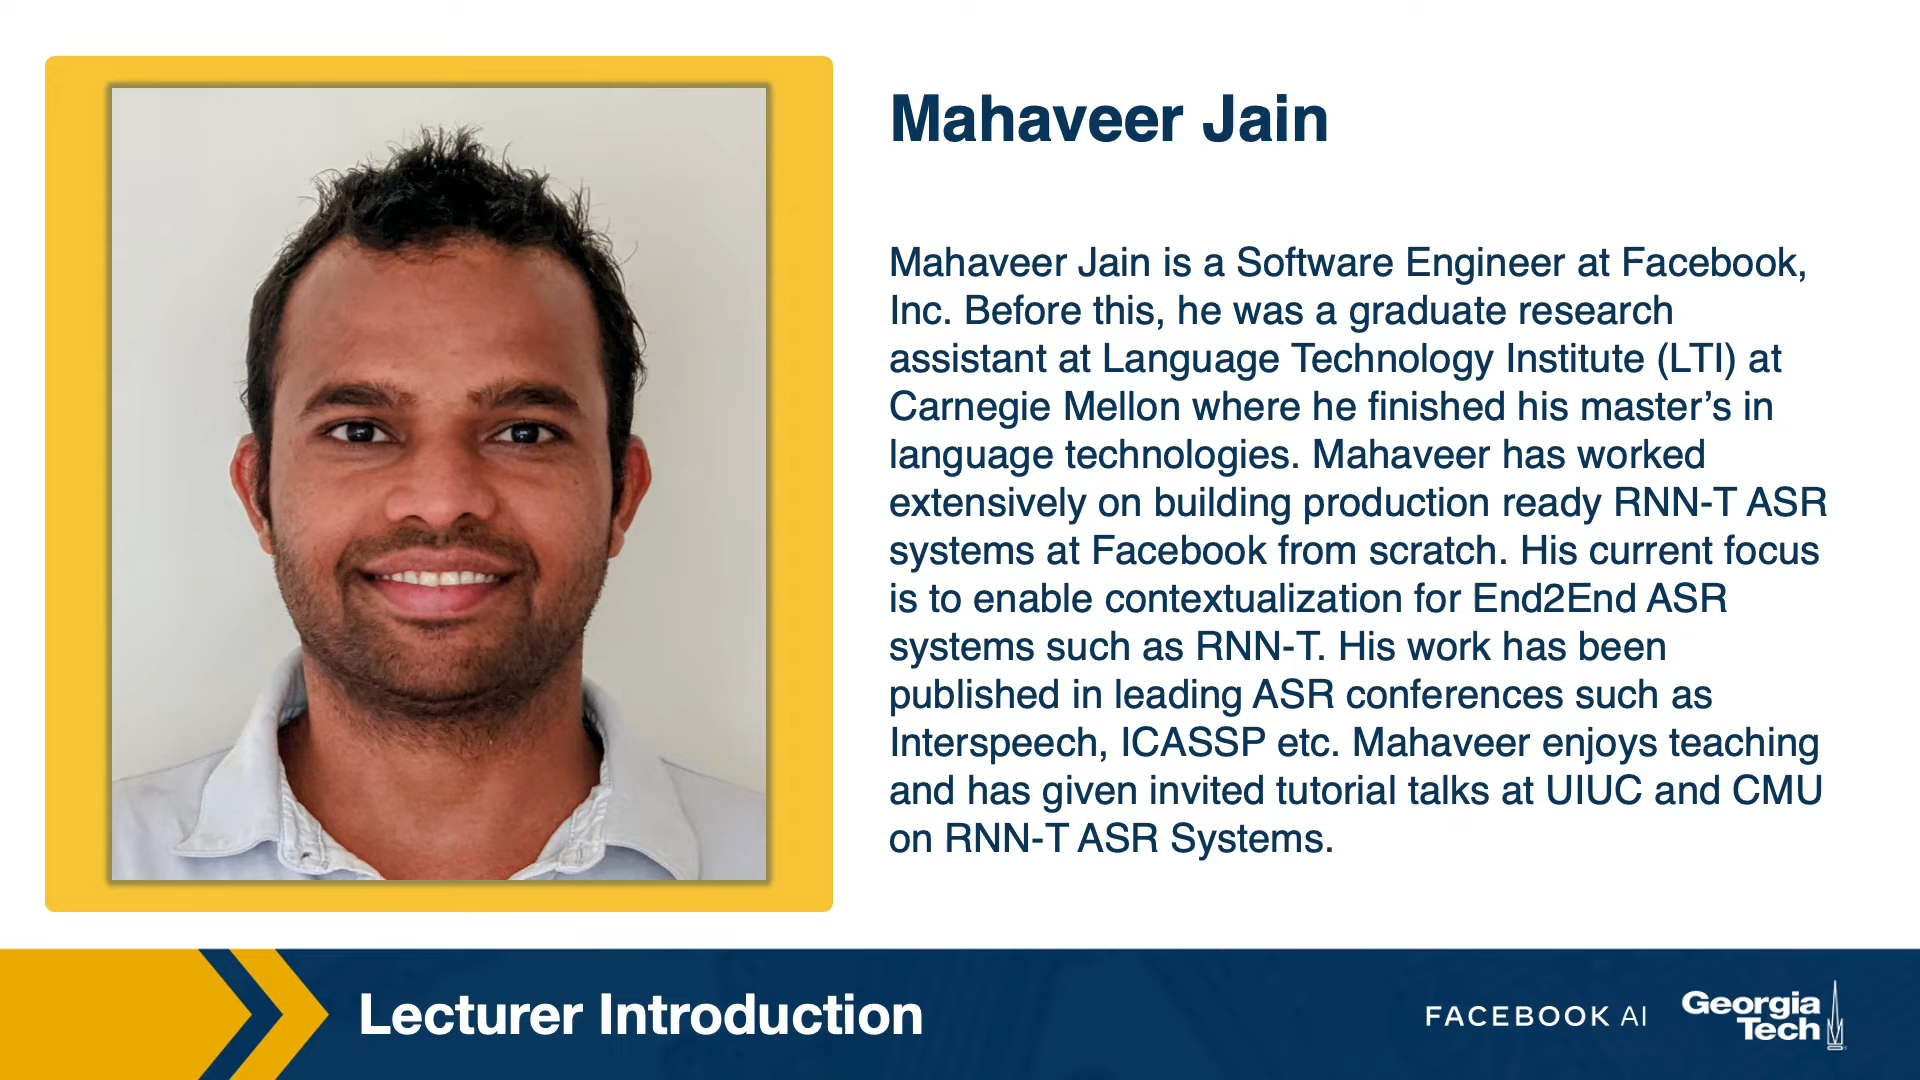 Mahaveer Jain
Mahaveer Jain is a Software Engineer at Facebook,
Inc. Before this, he was a graduate research
assistant at Language Technology Institute (LTI) at
Carnegie Mellon where he finished his master’s in
language technologies. Mahaveer has worked
extensively on building production ready RNN-T ASR
systems at Facebook from scratch. His current focus
is to enable contextualization for End2End ASR
systems such as RNN-T. His work has been
published in leading ASR conferences such as
Interspeech, ICASSP etc. Mahaveer enjoys teaching
and has given invited tutorial talks at UIUC and CMU
on RNN-T ASR Systems.
Lecturer Introduction
FACEBOOK AI
Georgia
Tech